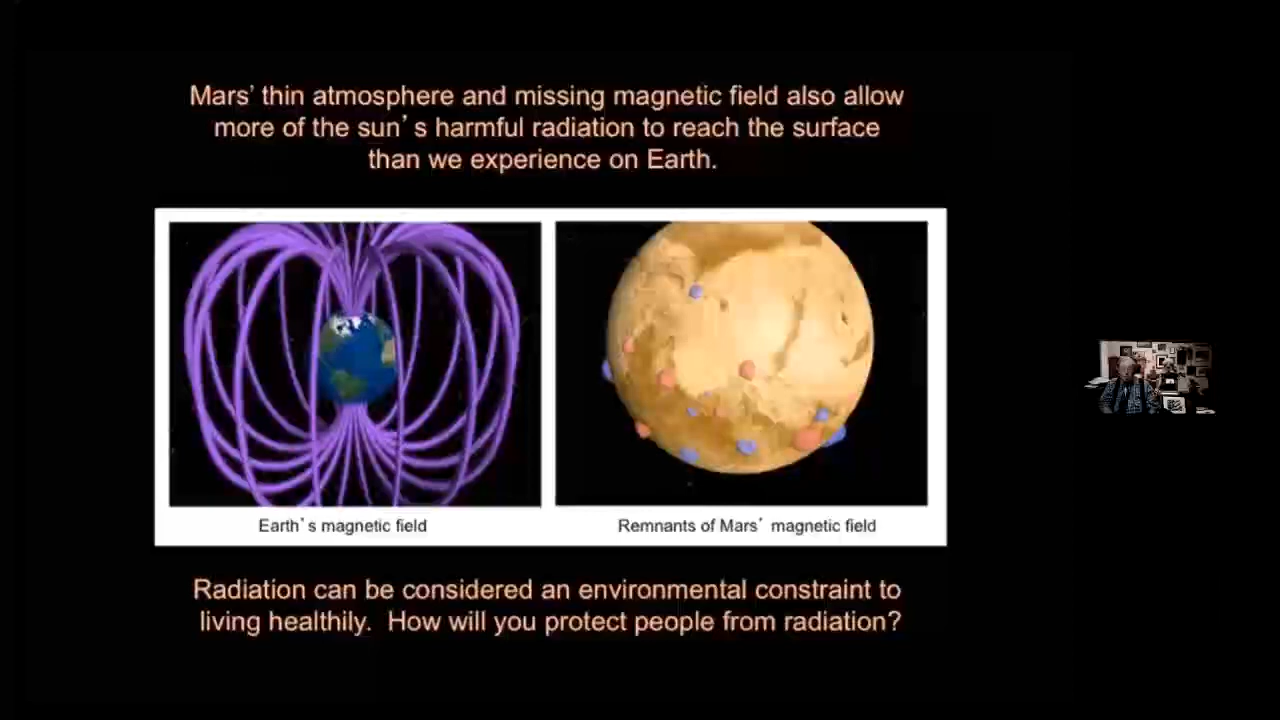 Mars’ thin atmosphere and missing magnetic field also allow
more of the sun’s harmful radiation to reach the surface
than we experience on Earth.
Earth’s magnetic field
Remnants of Mars’ magnetic field
Radiation can be considered an environmental constraint to
living healthily. How will you protect people from radiation?